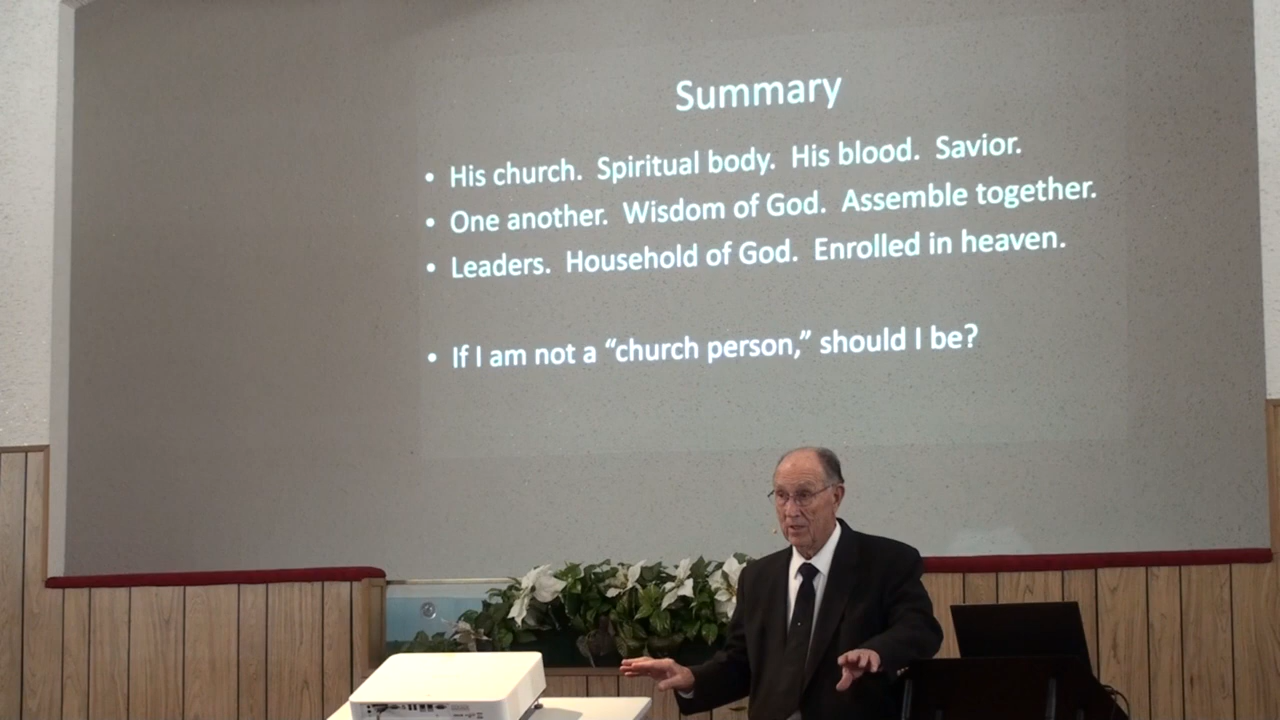 Summary
• His church.  Spiritual body.  His blood.  Savior.
• One another.  Wisdom of God.  Assemble together.
• Leaders.  Household of God.  Enrolled in heaven.
• If I am not a “church person,” should I be?